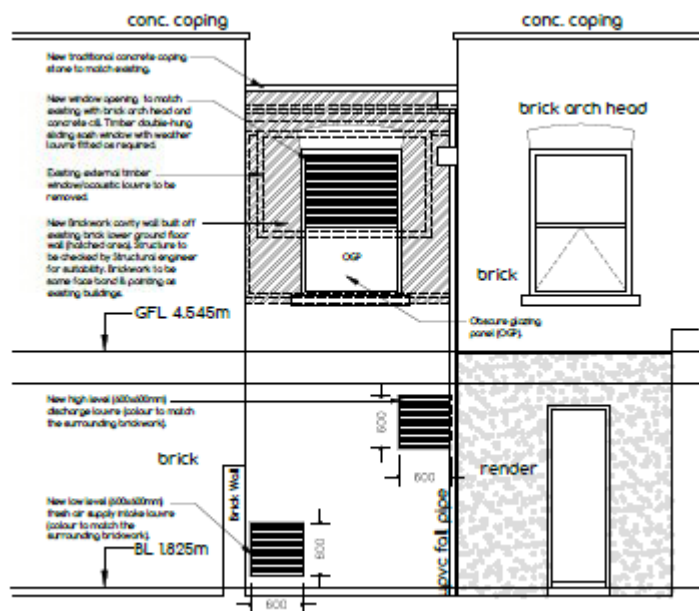 conc. coping
conc. coping
New traditional concrete coping
stone to match existing.
New window opening to match
existing with brick arch head and
concrete cill. Timber double-hung
sliding sash window with weather
louvre fitted as required.
brick arch head
Existing external timber
window/acoustic louvre to be
removed.
New Brickwork cavity wall built off
existing brick lower ground floor
wall (hatched area). Structure to
be checked by Structural engineer
for suitability. Brickwork to be
same face bond & pointing as
existing buildings.
OGP
brick
GFL 4.545m
Obscure glazing
panel (OGP).
New high level (600x600mm)
discharge louvre (colour to match
the surrounding brickwork).
600
600
brick
render
Brick Wall
upvc fall pipe
New low level (600x600mm)
fresh air supply intake louvre
(colour to match the
surrounding brickwork).
600
BL 1.825m
600